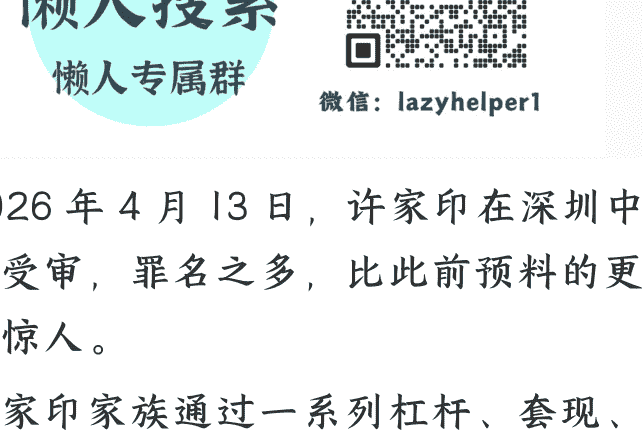 懒人搜索
懒人专属群
微信：lazyhelper1
026 年 4 月 13 日，许家印在深圳中
受审，罪名之多，比此前预料的更
惊人。
家印家族通过一系列杠杆、套现、